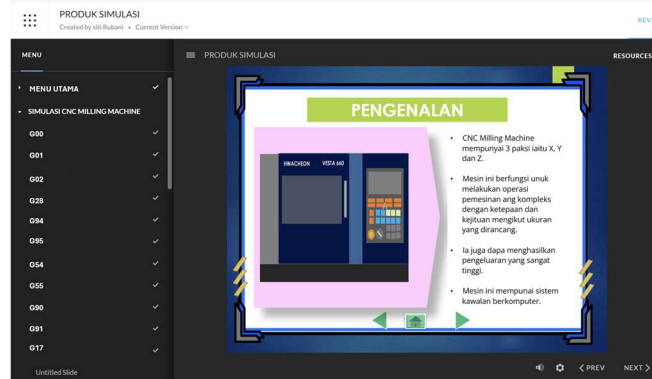 PRODUK SIMULASI
Created by siti Rubani • Current Version
REV
MENU
PRODUK SIMULASI
RESOURCES
MENU UTAMA
SIMULASI CNC MILLING MACHINE
G00
G01
G02
G28
G94
G95
G54
G55
G90
G91
G17
Untitled Slide
PENGENALAN
HWACHEON VESTA 660
• CNC Milling Machine
mempunyai 3 paksi iaitu X, Y
dan Z.
• Mesin ini berfungsi unuk
melakukan operasi
pemesinan ang kompleks
dengan ketepaan dan
kejituan mengikut ukuran
yang dirancang.
• Ia juga dapa menghasilkan
pengeluaran yang sangat
tinggi.
• Mesin ini mempunai sistem
kawalan berkomputer.
< PREV NEXT >